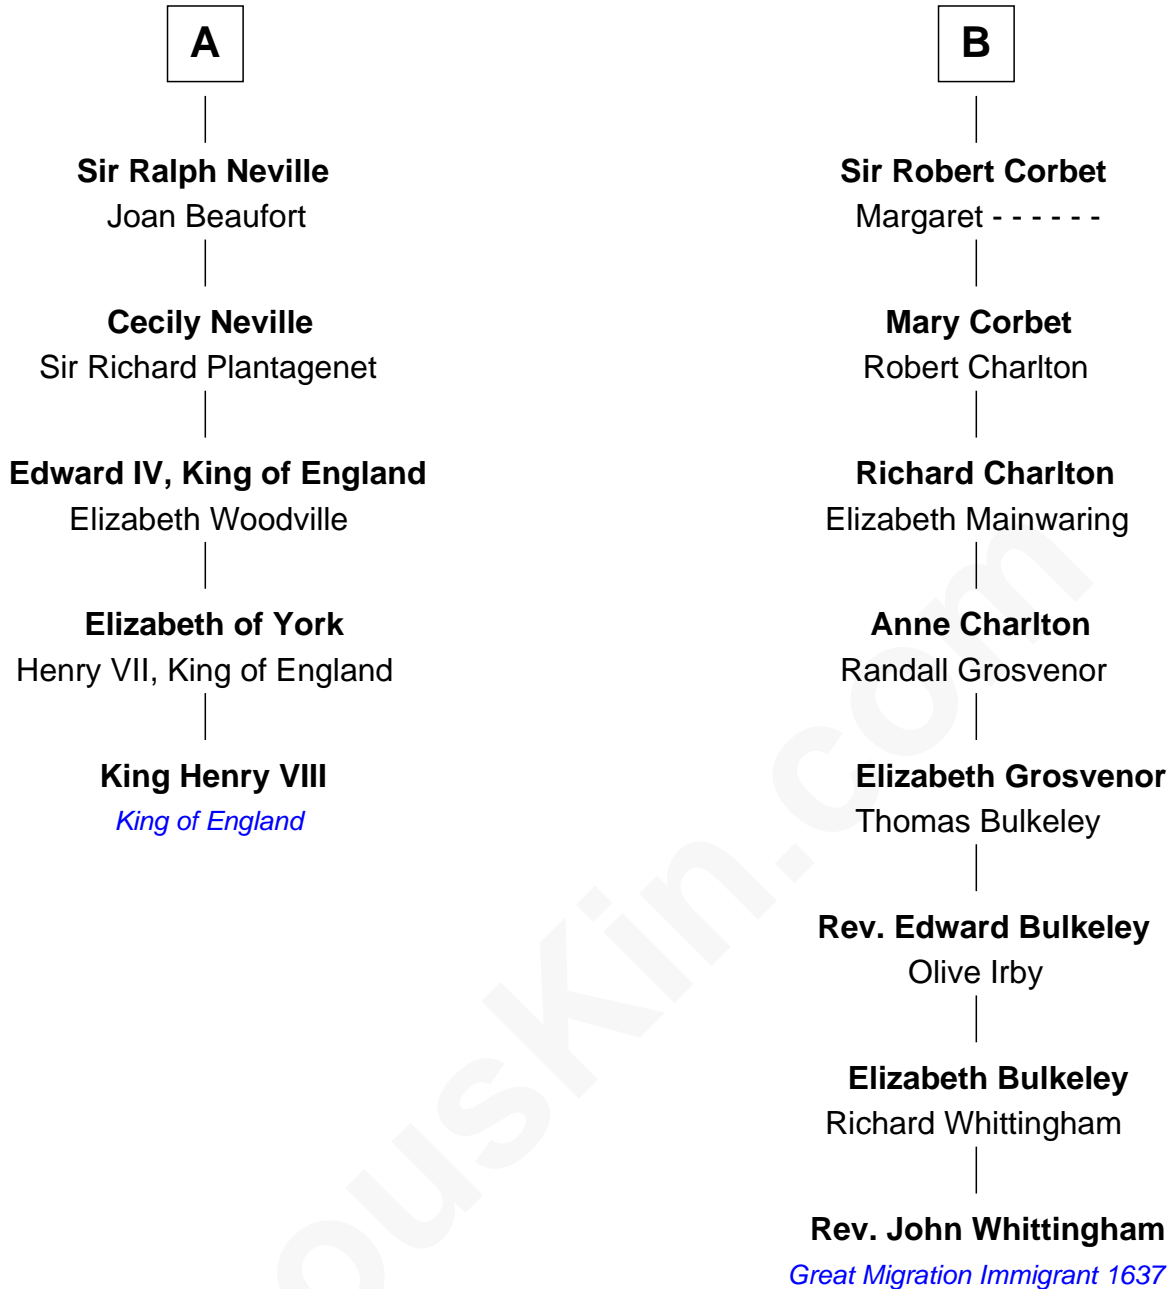 A
Sir Ralph Neville
Joan Beaufort
Cecily Neville
Sir Richard Plantagenet
Edward IV, King of England
Elizabeth Woodville
Elizabeth of York
Henry VII, King of England
King Henry VIII
King of England
B
Sir Robert Corbet
Margaret - - - - - -
Mary Corbet
Robert Charlton
Richard Charlton
Elizabeth Mainwaring
Anne Charlton
Randall Grosvenor
Elizabeth Grosvenor
Thomas Bulkeley
Rev. Edward Bulkeley
Olive Irby
Elizabeth Bulkeley
Richard Whittingham
Rev. John Whittingham
Great Migration Immigrant 1637
ousKin.com